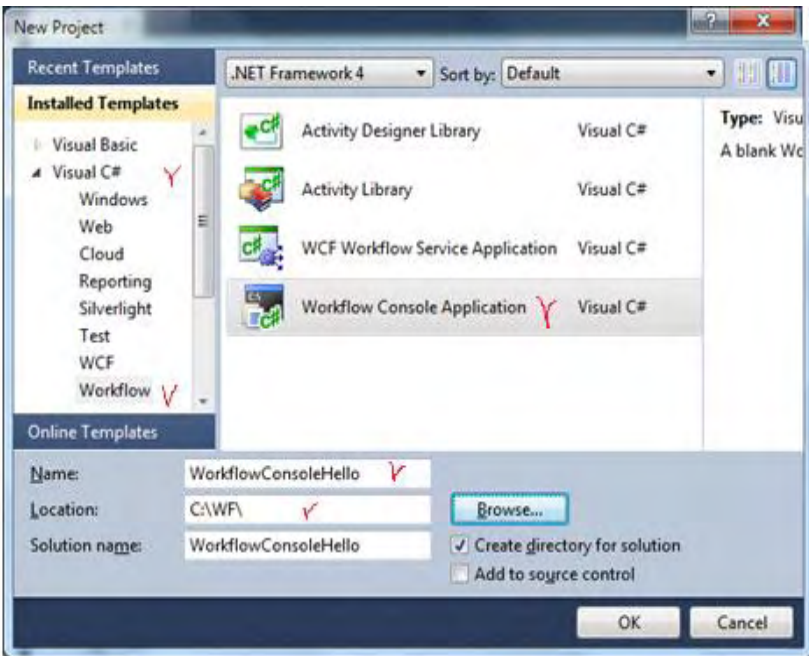 New Project
Recent Templates
Installed Templates
Visual Basic
Visual C#
Windows
Web
Cloud
Reporting
Silverlight
Test
WCF
Workflow
Online Templates
.NET Framework 4 Sort by: Default
Activity Designer Library Visual C#
Activity Library Visual C#
WCF Workflow Service Application Visual C#
Workflow Console Application Visual C#
Type: Visu
A blank Wo
Name: WorkflowConsoleHello
Location: C:\WF\ Browse...
Solution name: WorkflowConsoleHello Create directory for solution
Add to source control
OK Cancel